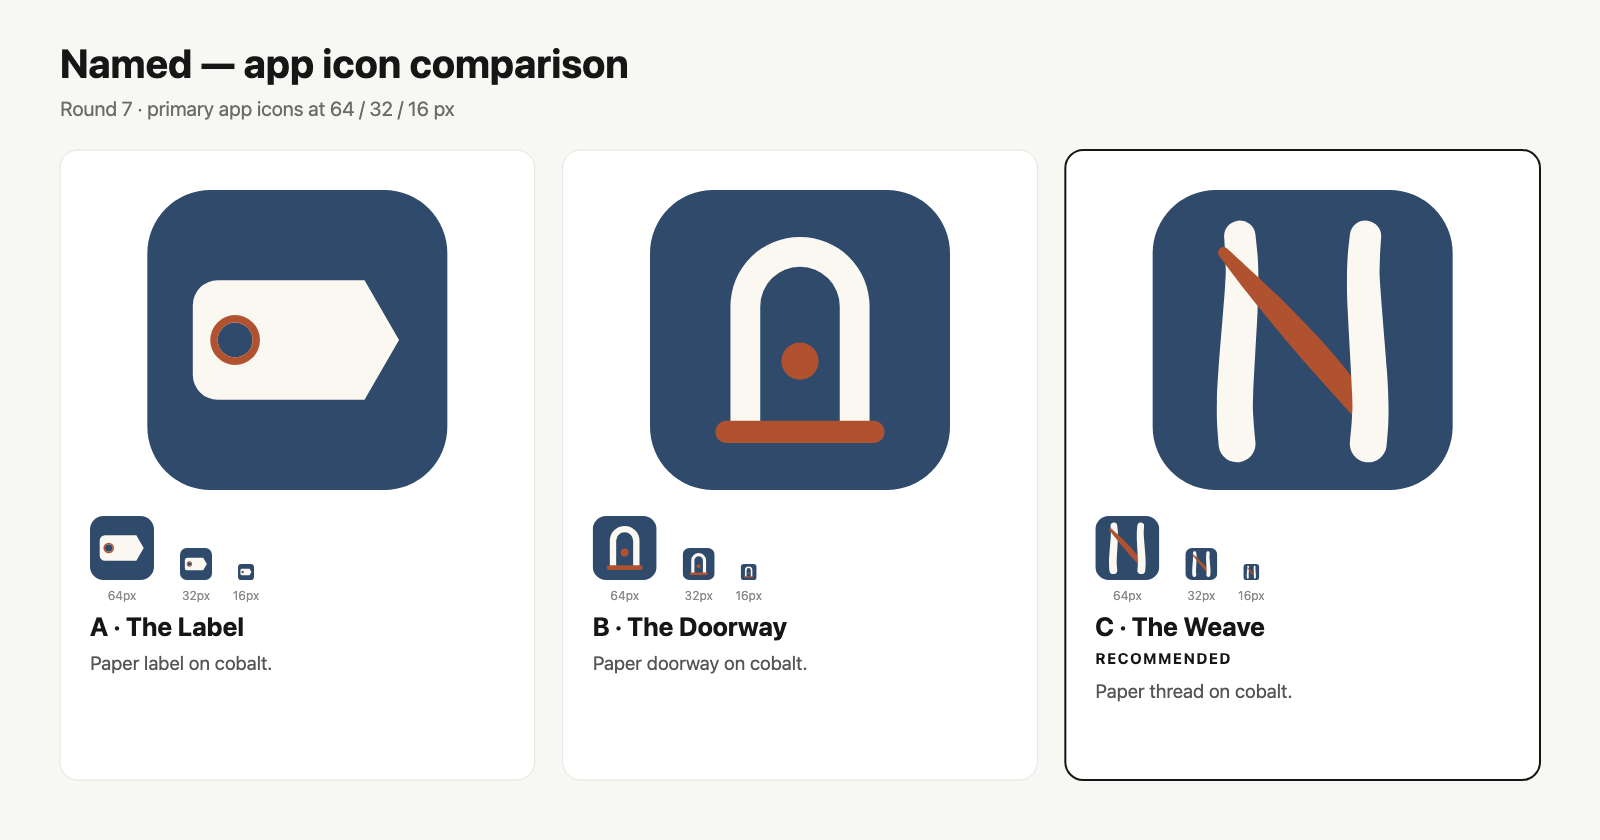 Named — app icon comparison
Round 7 · primary app icons at 64 / 32 / 16 px
64px 32px 16px
A · The Label
Paper label on cobalt.
64px 32px 16px
B · The Doorway
Paper doorway on cobalt.
64px 32px 16px
C · The Weave
RECOMMENDED
Paper thread on cobalt.